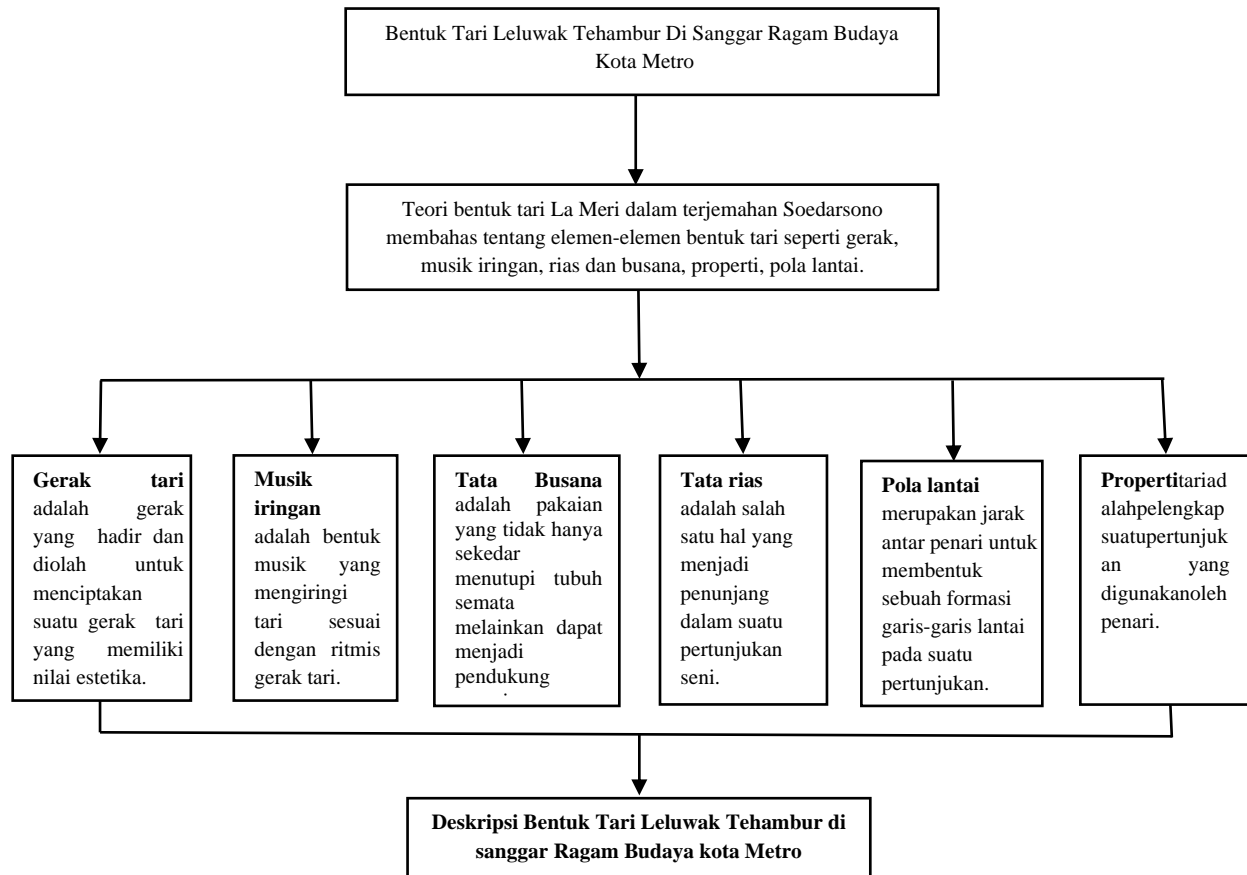 Bentuk Tari Leluwak Tehambur Di Sanggar Ragam Budaya
Kota Metro
Teori bentuk tari La Meri dalam terjemahan Soedarsono
membahas tentang elemen-elemen bentuk tari seperti gerak,
musik iringan, rias dan busana, properti, pola lantai.
Gerak tari
adalah gerak
yang hadir dan
diolah untuk
menciptakan
suatu gerak tari
yang memiliki
nilai estetika.
Musik
iringan
adalah bentuk
musik yang
mengiringi
tari sesuai
dengan ritmis
gerak tari.
Tata Busana
adalah pakaian
yang tidak hanya
sekedar
menutupi tubuh
semata
melainkan dapat
menjadi
pendukung
Tata rias
adalah salah
satu hal yang
menjadi
penunjang
dalam suatu
pertunjukan
seni.
Pola lantai
merupakan jarak
antar penari untuk
membentuk
sebuah formasi
garis-garis lantai
pada suatu
pertunjukan.
Propertitariad
alahpelengkap
suatupertunjuk
an yang
digunakanoleh
penari.
Deskripsi Bentuk Tari Leluwak Tehambur di
sanggar Ragam Budaya kota Metro